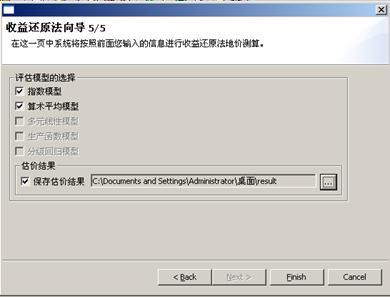 收益还原法向导 5/5
在这一页中系统将按照前面您输入的信息进行收益还原法地价测算。
评估模型的选择
指数模型
算术平均模型
多元线性模型
生产函数模型
分级回归模型
估价结果
保存估价结果 C:\Documents and Settings\Administrator\桌面\result ...
< Back Next > Finish Cancel